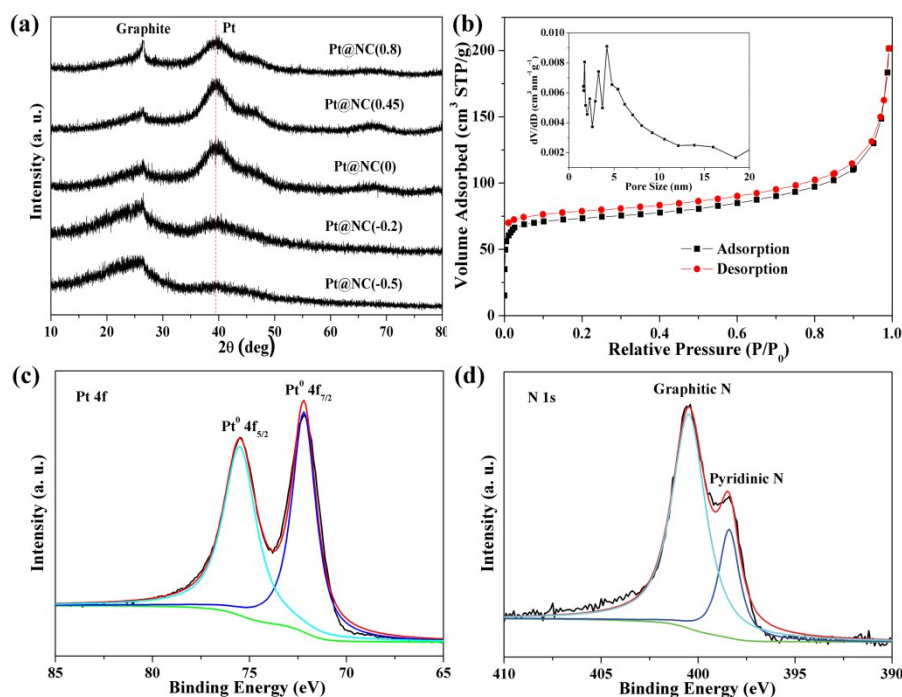 (a)
Graphite
Pt
Pt@NC(0.8)
Pt@NC(0.45)
Pt@NC(0)
Pt@NC(-0.2)
Pt@NC(-0.5)
Intensity (a. u.)
10 20 30 40 50 60 70 80
2θ (deg)
(b)
Volume Adsorbed (cm³ STP/g)
200
150
100
50
0
0.0 0.2 0.4 0.6 0.8 1.0
Relative Pressure (P/P₀)
dV/dD (cm³ nm⁻¹g⁻¹)
0.010
0.008
0.006
0.004
0.002
0 5 10 15 20
Pore Size (nm)
Adsorption
Desorption
(c)
Pt 4f
Pt⁰ 4f₅/₂
Pt⁰ 4f₇/₂
Intensity (a. u.)
85 80 75 70 65
Binding Energy (eV)
(d)
N 1s
Graphitic N
Pyridinic N
Intensity (a. u.)
410 405 400 395 390
Binding Energy (eV)